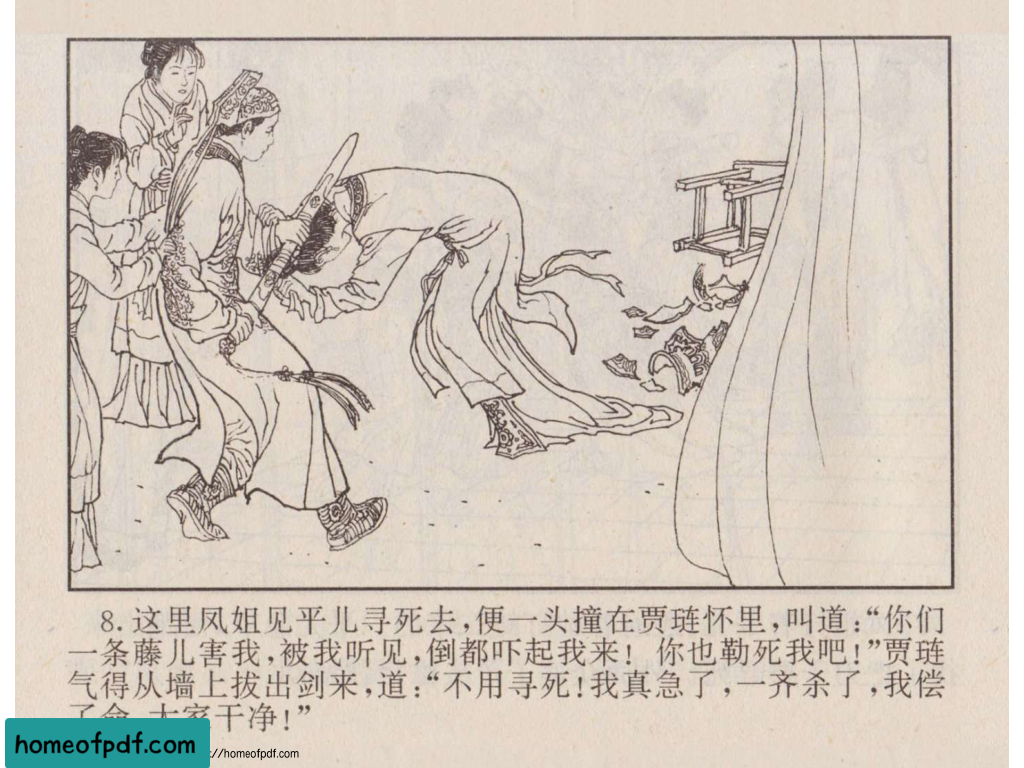 8. 这里凤姐见平儿寻死去，便一头撞在贾琏怀里，叫道：“你们
一条藤儿害我，被我听见，倒都吓起我来！ 你也勒死我吧！”贾琏
气得从墙上拔出剑来，道：“不用寻死！我真急了，一齐杀了，我偿
了命，大家干净！”
homeofpdf.com
://homeofpdf.com